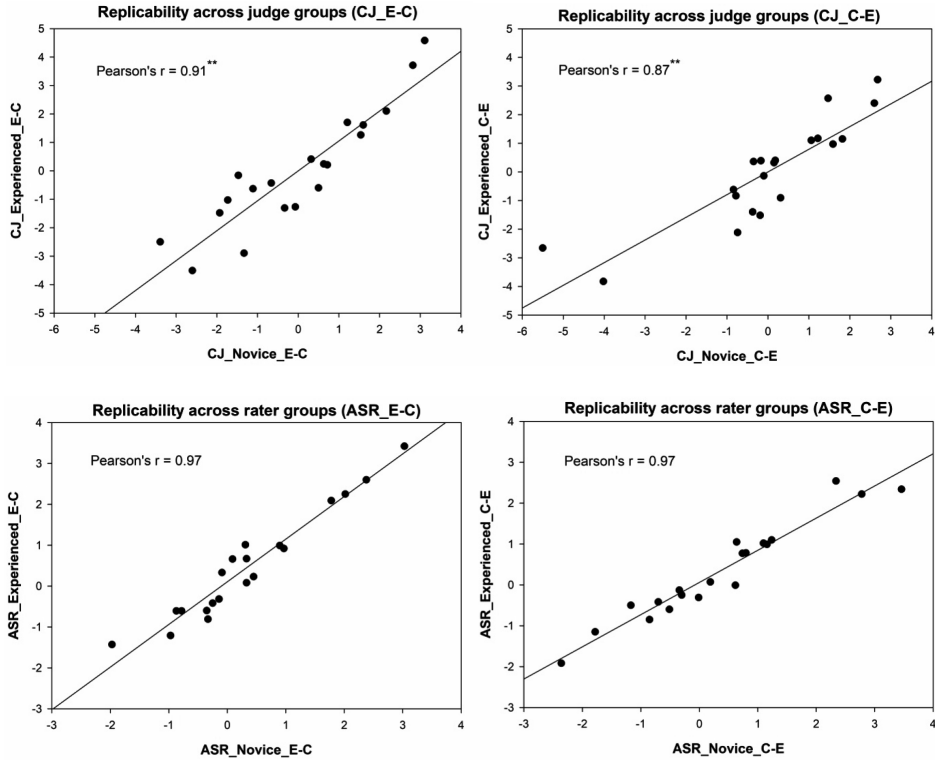 Replicability across judge groups (CJ_E-C)
Pearson's r = 0.91**
CJ_Experienced_E-C
5
4
3
2
1
0
-1
-2
-3
-4
-5
-6 -5 -4 -3 -2 -1 0 1 2 3 4
CJ_Novice_E-C
Replicability across judge groups (CJ_C-E)
Pearson's r = 0.87**
CJ_Experienced_C-E
5
4
3
2
1
0
-1
-2
-3
-4
-5
-6 -5 -4 -3 -2 -1 0 1 2 3 4
CJ_Novice_C-E
Replicability across rater groups (ASR_E-C)
Pearson's r = 0.97
ASR_Experienced_E-C
4
3
2
1
0
-1
-2
-3
-3 -2 -1 0 1 2 3 4
ASR_Novice_E-C
Replicability across rater groups (ASR_C-E)
Pearson's r = 0.97
ASR_Experienced_C-E
4
3
2
1
0
-1
-2
-3
-3 -2 -1 0 1 2 3 4
ASR_Novice_C-E